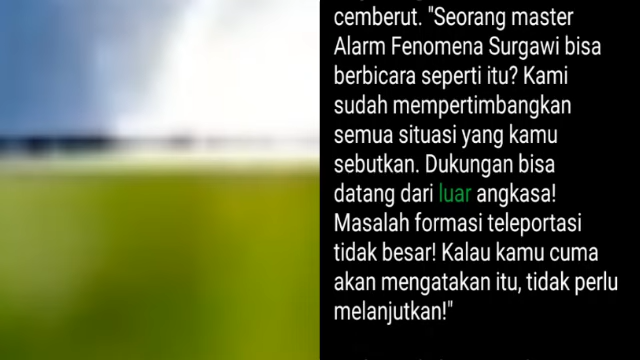 cemberut. "Seorang master
Alarm Fenomena Surgawi bisa
berbicara seperti itu? Kami
sudah mempertimbangkan
semua situasi yang kamu
sebutkan. Dukungan bisa
datang dari luar angkasa!
Masalah formasi teleportasi
tidak besar! Kalau kamu cuma
akan mengatakan itu, tidak perlu
melanjutkan!"